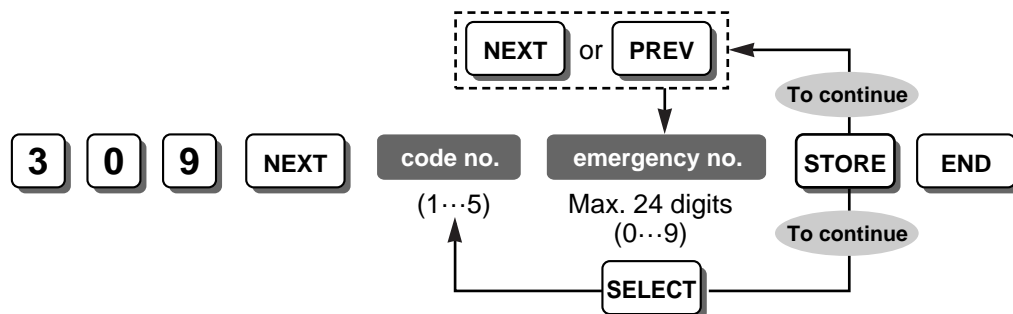 NEXT or PREV
To continue
3 0 9 NEXT code no. emergency no. STORE END
(1···5) Max. 24 digits
(0···9)
To continue
SELECT